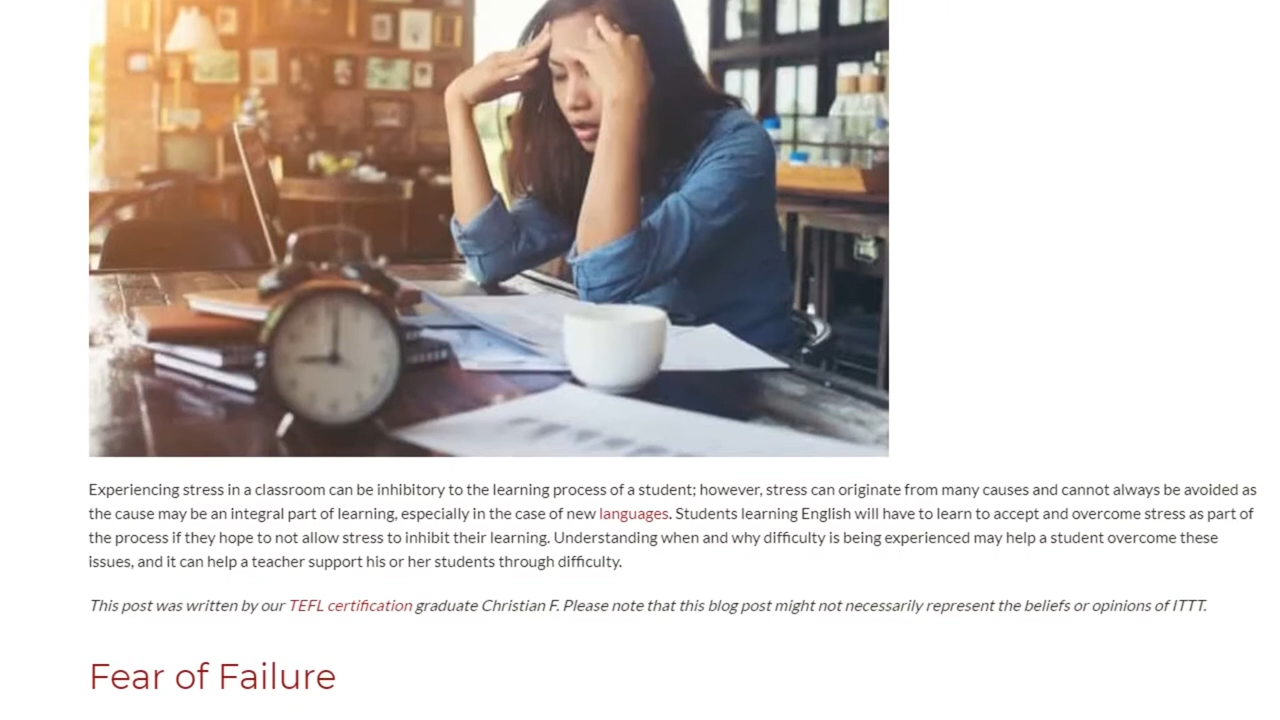 Experiencing stress in a classroom can be inhibitory to the learning process of a student; however, stress can originate from many causes and cannot always be avoided as
the cause may be an integral part of learning, especially in the case of new languages. Students learning English will have to learn to accept and overcome stress as part of
the process if they hope to not allow stress to inhibit their learning. Understanding when and why difficulty is being experienced may help a student overcome these
issues, and it can help a teacher support his or her students through difficulty.
This post was written by our TEFL certification graduate Christian F. Please note that this blog post might not necessarily represent the beliefs or opinions of ITTT.
Fear of Failure